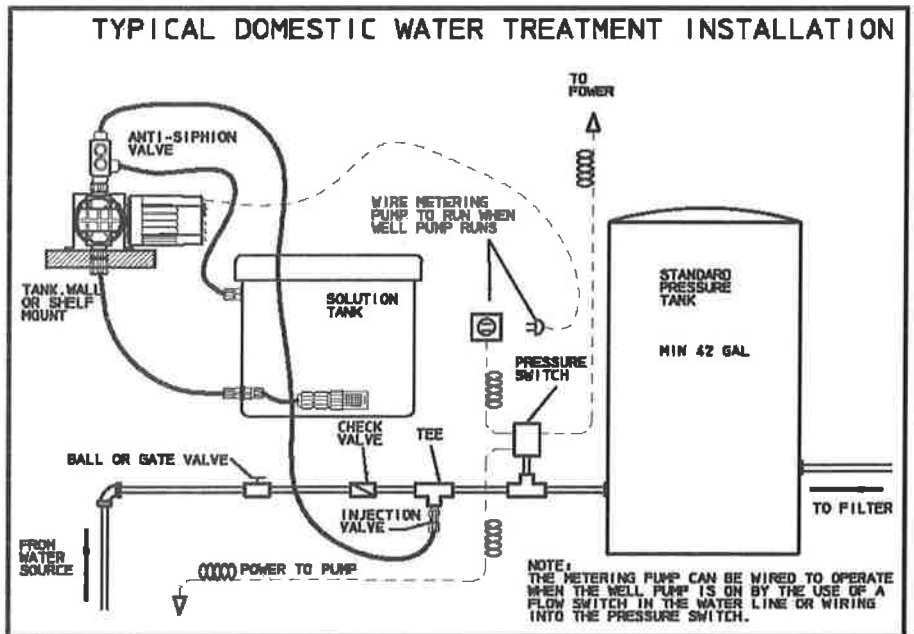 TYPICAL DOMESTIC WATER TREATMENT INSTALLATION
TO
POWER
ANTI-SIPHION
VALVE
WIRE METERING
PUMP TO RUN WHEN
WELL PUMP RUNS
TANK,WALL
OR SHELF
MOUNT
SOLUTION
TANK
STANDARD
PRESSURE
TANK
MIN 42 GAL
PRESSURE
SWITCH
CHECK
VALVE
TEE
BALL OR GATE VALVE
INJECTION
VALVE
TO FILTER
FROM
WATER
SOURCE
POWER TO PUMP
NOTE:
THE METERING PUMP CAN BE WIRED TO OPERATE
WHEN THE WELL PUMP IS ON BY THE USE OF A
FLOW SWITCH IN THE WATER LINE OR WIRING
INTO THE PRESSURE SWITCH.